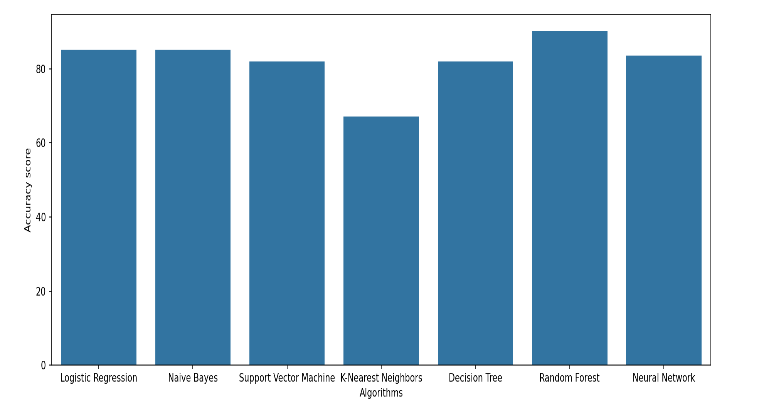 Accuracy score
80
60
40
20
0
Logistic Regression Naive Bayes Support Vector Machine K-Nearest Neighbors Decision Tree Random Forest Neural Network
Algorithms